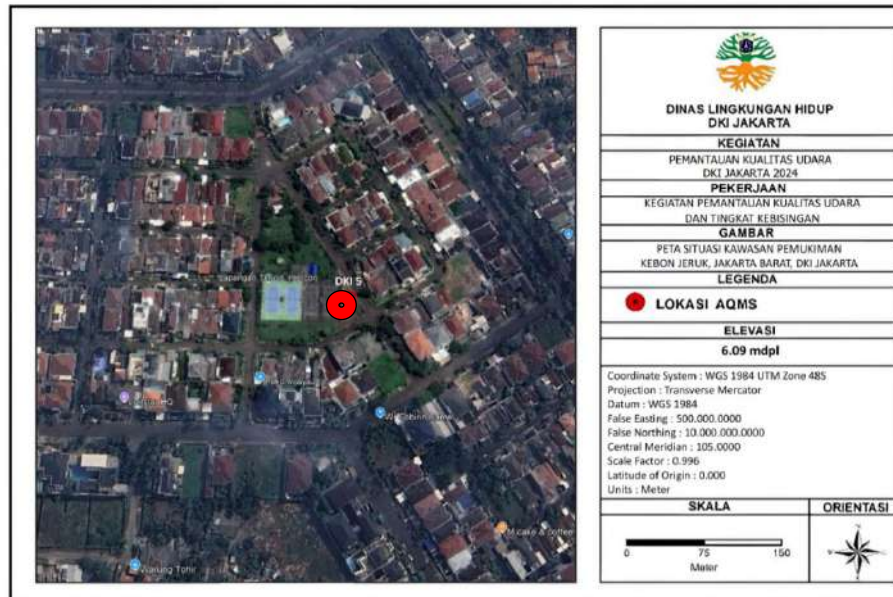 DKI 5
M cake & coffee
Warung Tohir
DINAS LINGKUNGAN HIDUP
DKI JAKARTA
KEGIATAN
PEMANTAUAN KUALITAS UDARA
DKI JAKARTA 2024
PEKERJAAN
KEGIATAN PEMANTAUAN KUALITAS UDARA
DAN TINGKAT KEBISINGAN
GAMBAR
PETA SITUASI KAWASAN PEMUKIMAN
KEBON JERUK, JAKARTA BARAT, DKI JAKARTA
LEGENDA
LOKASI AQMS
ELEVASI
6.09 mdpl
Coordinate System : WGS 1984 UTM Zone 48S
Projection : Transverse Mercator
Datum : WGS 1984
False Easting : 500.000.0000
False Northing : 10.000.000.0000
Central Meridian : 105.0000
Scale Factor : 0.996
Latitude of Origin : 0.000
Units : Meter
SKALA
ORIENTASI
0 75 150
Meter